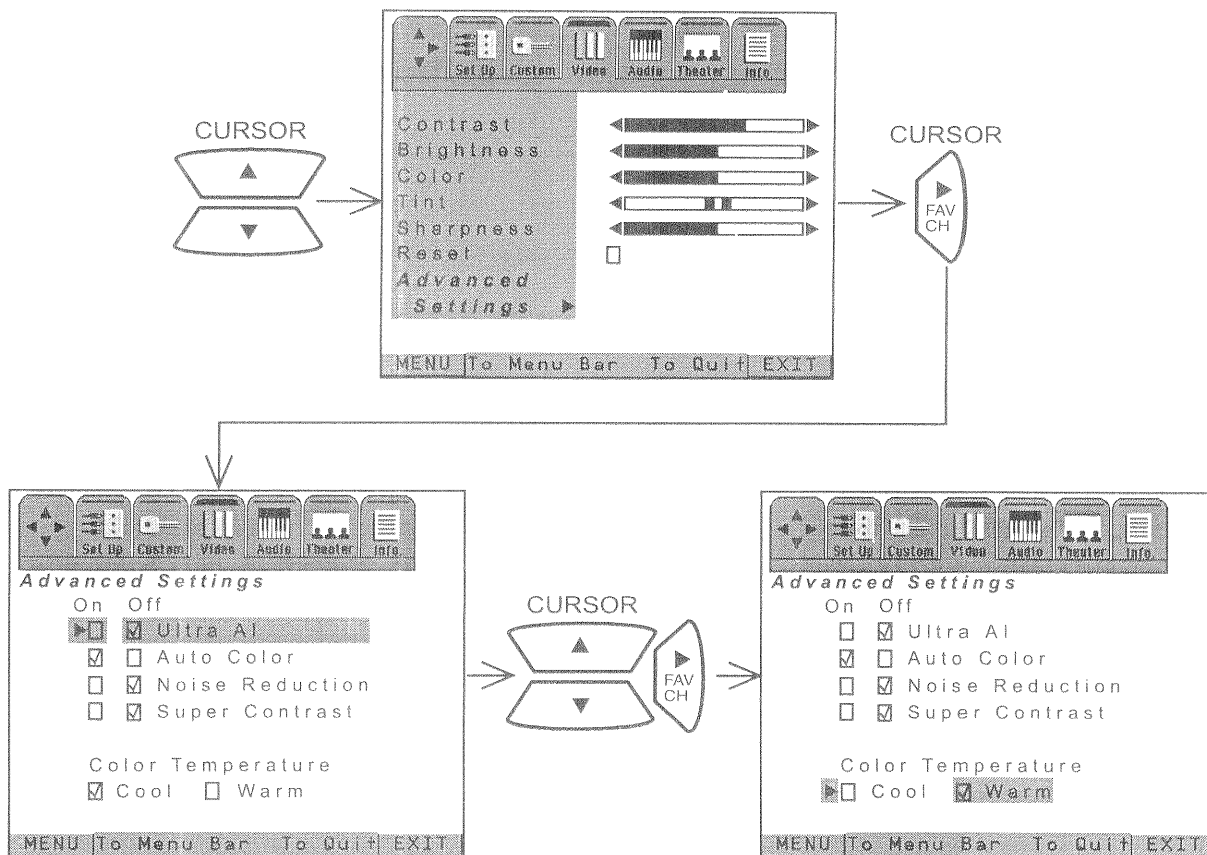 Set Up Custom Video Audio Theater Info
CURSOR
Contrast
Brightness
Color
Tint
Sharpness
Reset
Advanced
Settings
MENU To Menu Bar To Quit EXIT
CURSOR
FAV
CH
Set Up Custom Video Audio Theater Info
Advanced Settings
On Off
Ultra AI
Auto Color
Noise Reduction
Super Contrast
Color Temperature
Cool Warm
MENU To Menu Bar To Quit EXIT
CURSOR
FAV
CH
Set Up Custom Video Audio Theater Info
Advanced Settings
On Off
Ultra AI
Auto Color
Noise Reduction
Super Contrast
Color Temperature
Cool Warm
MENU To Menu Bar To Quit EXIT